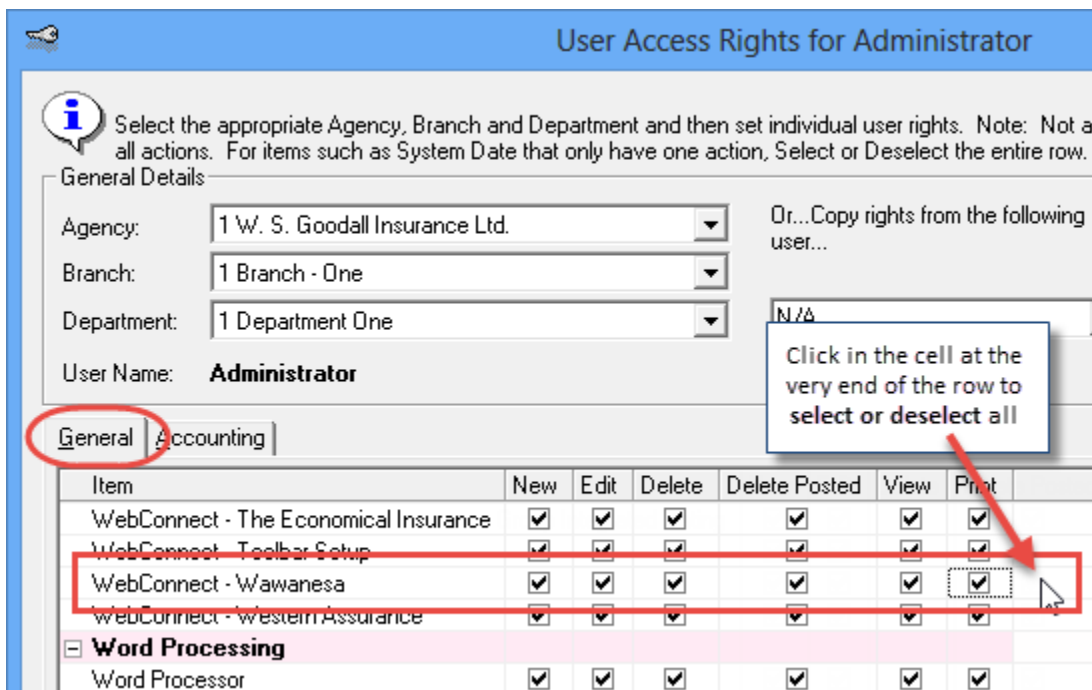 User Access Rights for Administrator
Select the appropriate Agency, Branch and Department and then set individual user rights. Note: Not a
all actions. For items such as System Date that only have one action, Select or Deselect the entire row.
General Details
Agency: 1 W. S. Goodall Insurance Ltd.
Or...Copy rights from the following
user...
Branch: 1 Branch - One
Department: 1 Department One
N/A
User Name: Administrator
Click in the cell at the
very end of the row to
select or deselect all
General Accounting
Item New Edit Delete Delete Posted View Print
WebConnect - The Economical Insurance
WebConnect - Toolbar Setup
WebConnect - Wawanesa
WebConnect - Western Assurance
Word Processing
Word Processor